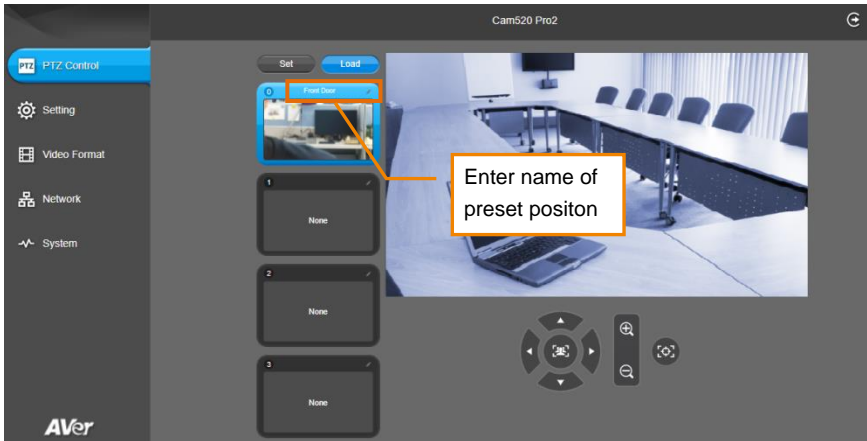 Cam520 Pro2
PTZ PTZ Control
Setting
Video Format
Network
System
AVer
Set Load
0 Front Door
1
None
2
None
3
None
Enter name of
preset positon